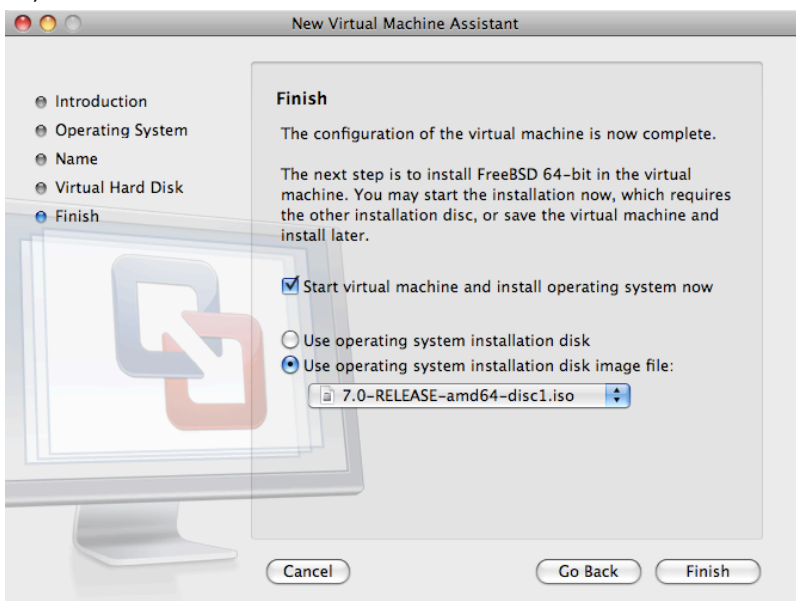 New Virtual Machine Assistant
Introduction
Operating System
Name
Virtual Hard Disk
Finish
Finish
The configuration of the virtual machine is now complete.
The next step is to install FreeBSD 64-bit in the virtual
machine. You may start the installation now, which requires
the other installation disc, or save the virtual machine and
install later.
Start virtual machine and install operating system now
Use operating system installation disk
Use operating system installation disk image file:
7.0-RELEASE-amd64-disc1.iso
Cancel
Go Back
Finish